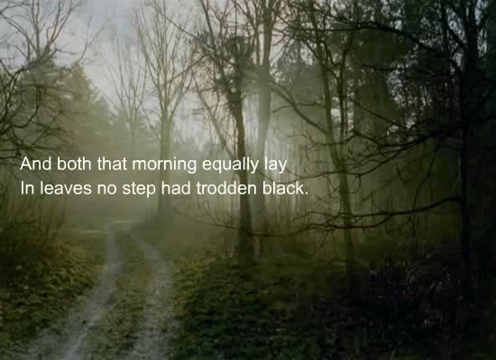 And both that morning equally lay
In leaves no step had trodden black.